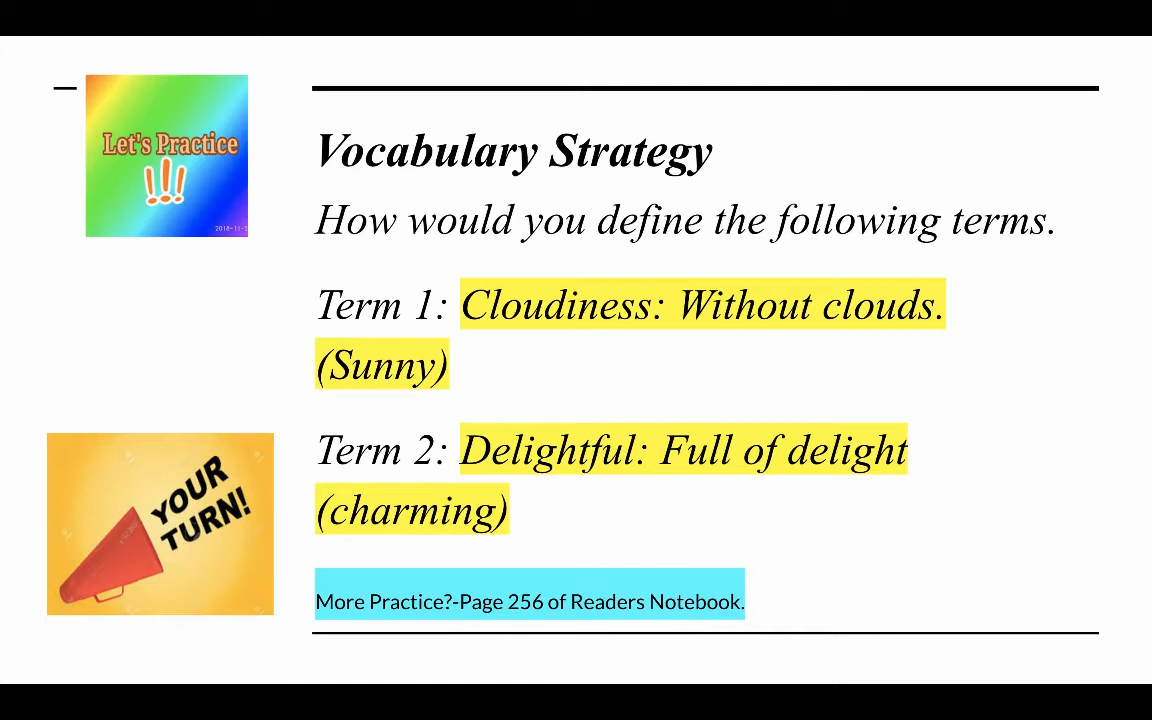 Let's Practice
!!!
Vocabulary Strategy
How would you define the following terms.
Term 1: Cloudiness: Without clouds.
(Sunny)
Term 2: Delightful: Full of delight
(charming)
YOUR
TURN!
More Practice?-Page 256 of Readers Notebook.